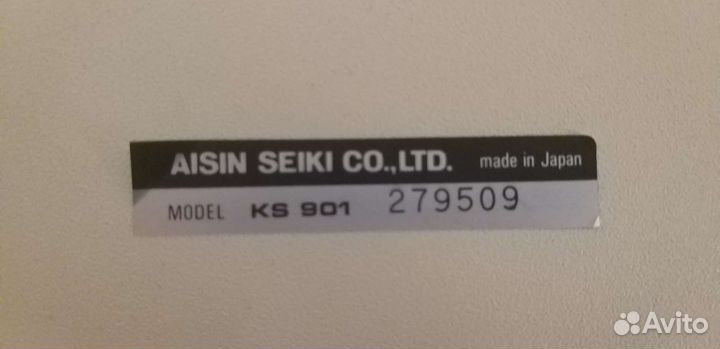 AISIN SEIKI CO.,LTD. made in Japan
MODEL KS 901 279509
Avito